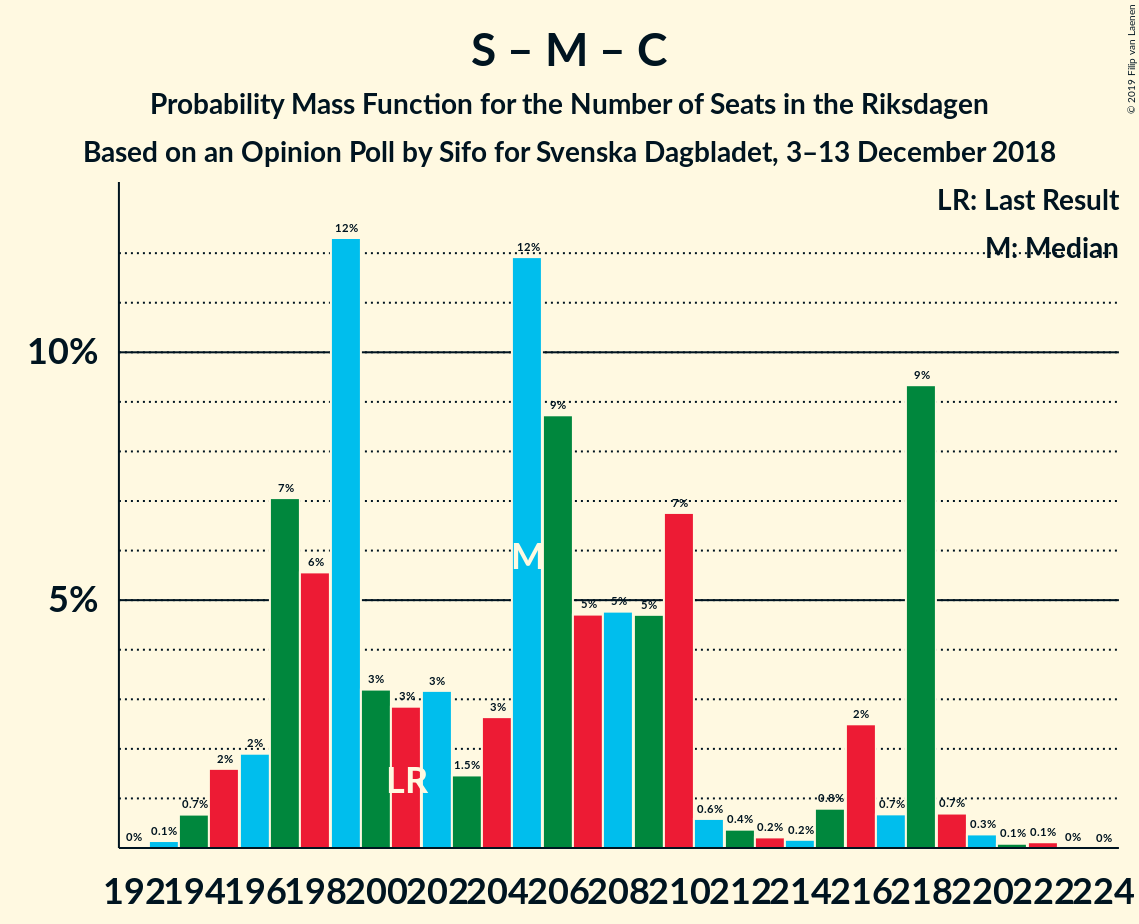 © 2019 Filip van Laenen
S – M – C
Probability Mass Function for the Number of Seats in the Riksdagen
Based on an Opinion Poll by Sifo for Svenska Dagbladet, 3–13 December 2018
LR: Last Result
M: Median
10%
5%
0% 0.1% 0.7% 2% 2% 7% 6% 12% 3% 3% 3% 1.5% 3% 12% 9% 5% 5% 5% 7% 0.6% 0.4% 0.2% 0.2% 0.8% 2% 0.7% 9% 0.7% 0.3% 0.1% 0.1% 0% 0%
M
LR
192 194 196 198 200 202 204 206 208 210 212 214 216 218 220 222 224